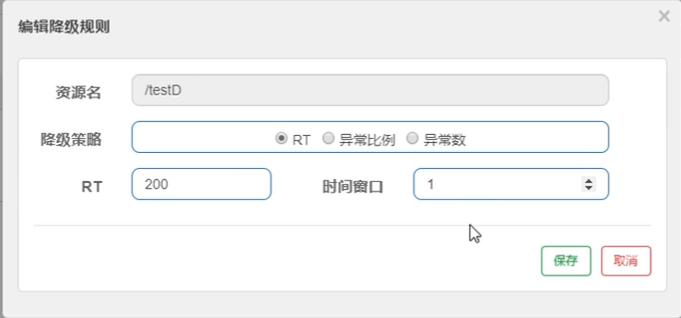 编辑降级规则
×
资源名 /testD
降级策略 RT 异常比例 异常数
RT 200 时间窗口 1
保存 取消